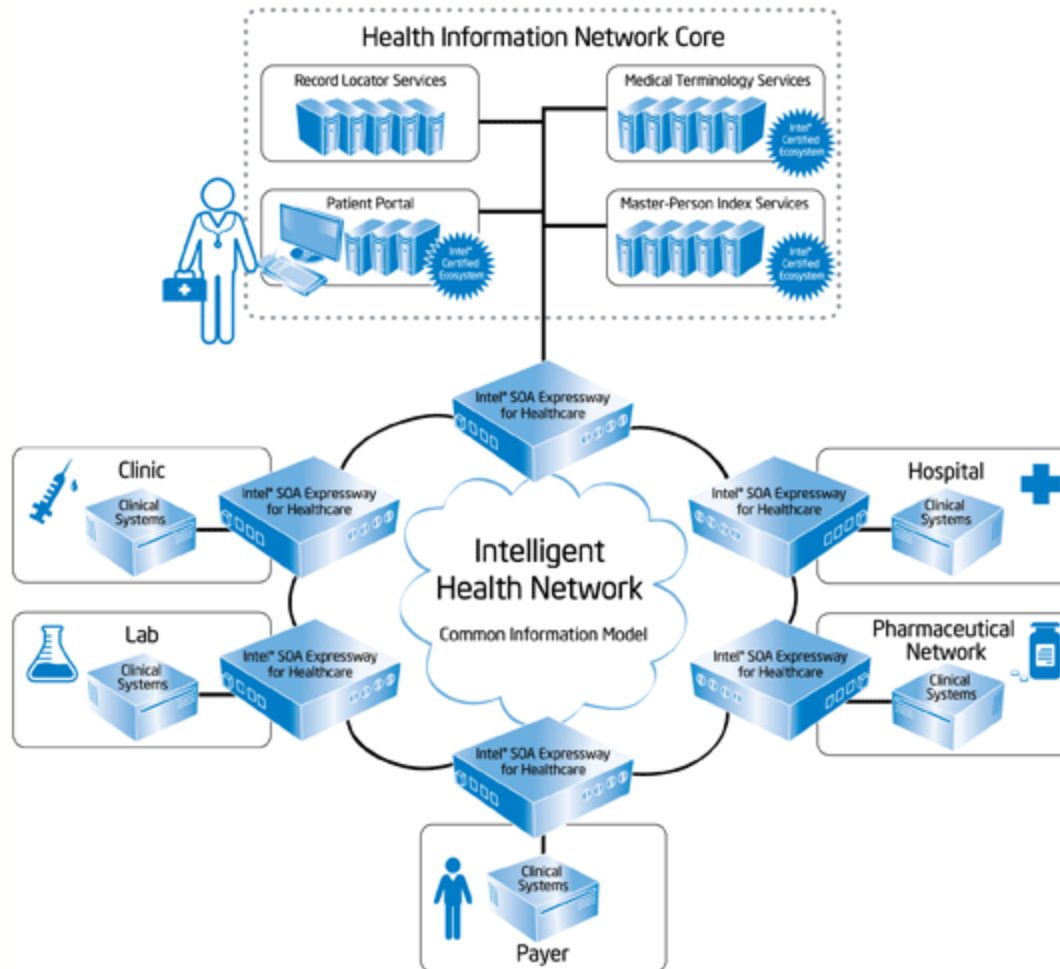 Health Information Network Core
Record Locator Services
Medical Terminology Services
Intel®
Certified
Ecosystem
Patient Portal
Intel®
Certified
Ecosystem
Master-Person Index Services
Intel®
Certified
Ecosystem
Intel® SOA Expressway
for Healthcare
Clinic
Clinical
Systems
Intel® SOA Expressway
for Healthcare
Intel® SOA Expressway
for Healthcare
Hospital
Clinical
Systems
Intelligent
Health Network
Common Information Model
Lab
Clinical
Systems
Intel® SOA Expressway
for Healthcare
Intel® SOA Expressway
for Healthcare
Pharmaceutical
Network
Clinical
Systems
Intel® SOA Expressway
for Healthcare
Clinical
Systems
Payer